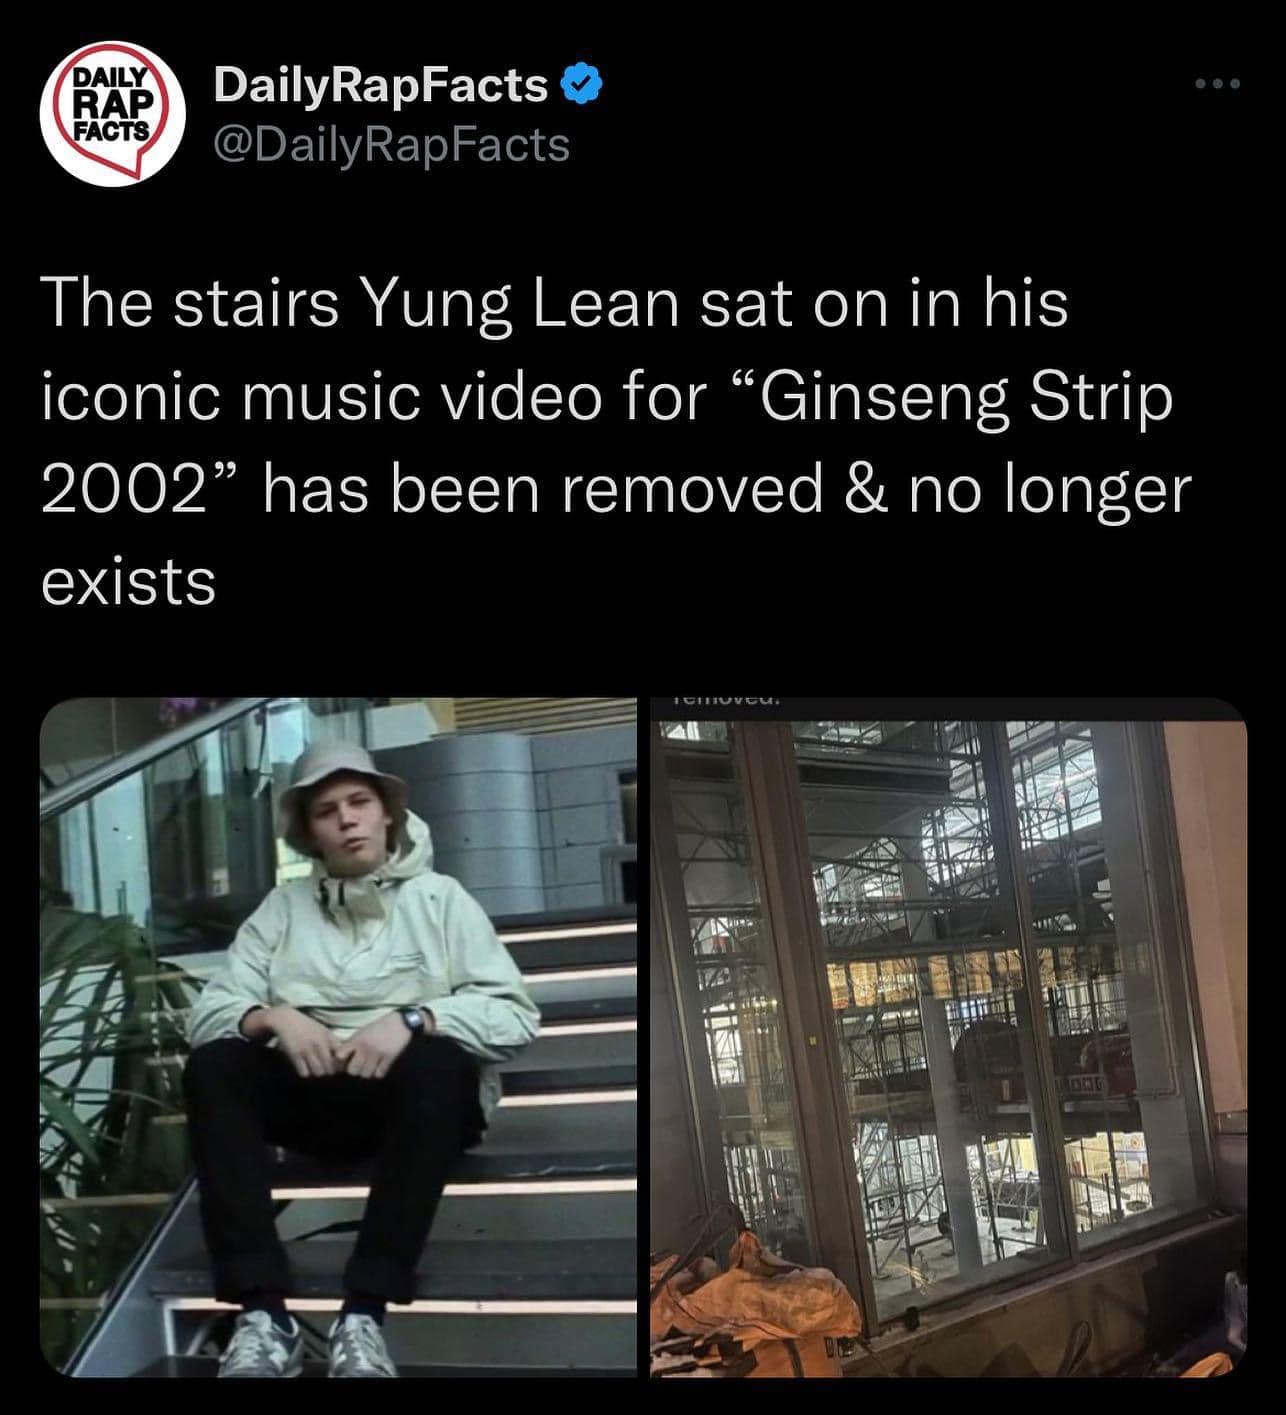 DAILY
RAP
FACTS
DailyRapFacts
@DailyRapFacts
The stairs Yung Lean sat on in his
iconic music video for “Ginseng Strip
2002” has been removed & no longer
exists
removed.